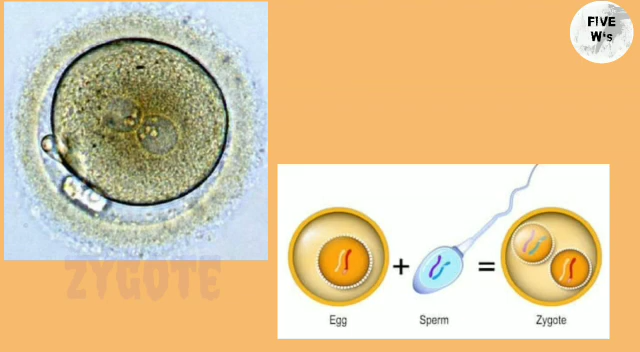 FIVE
W's
ZYGOTE
+
=
Egg
Sperm
Zygote